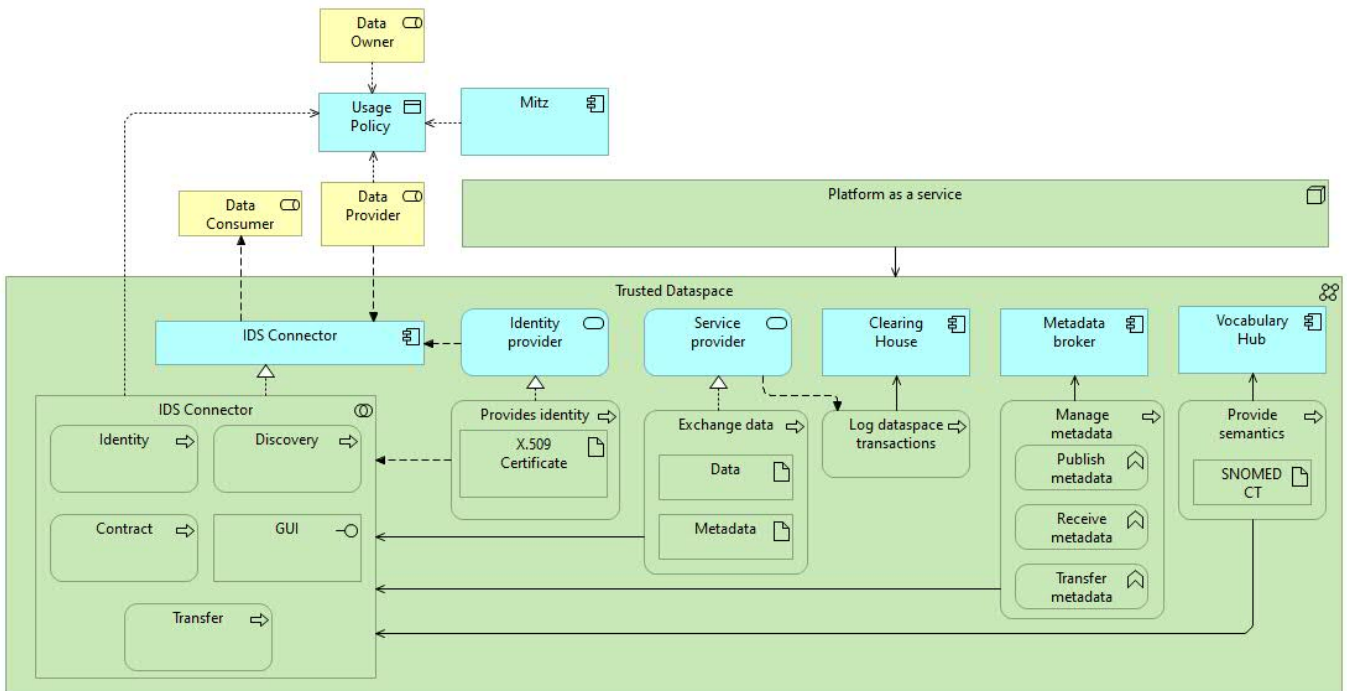 Data
Owner
Usage
Policy
Mitz
Data
Consumer
Data
Provider
Platform as a service
Trusted Dataspace
IDS Connector
Identity
provider
Service
provider
Clearing
House
Metadata
broker
Vocabulary
Hub
IDS Connector
Identity
Discovery
Contract
GUI
Transfer
Provides identity
X.509
Certificate
Exchange data
Data
Metadata
Log dataspace
transactions
Manage
metadata
Publish
metadata
Receive
metadata
Transfer
metadata
Provide
semantics
SNOMED
CT